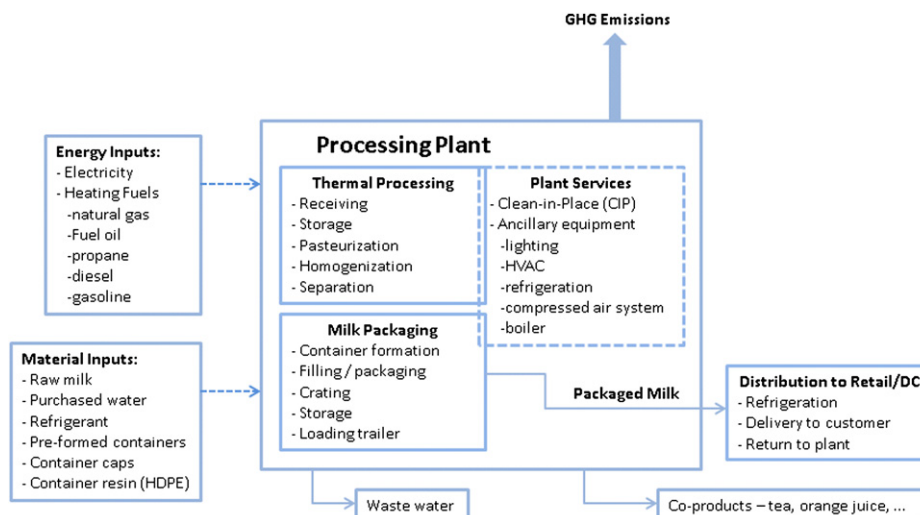 GHG Emissions
Energy Inputs:
- Electricity
- Heating Fuels
-natural gas
-Fuel oil
-propane
-diesel
-gasoline
Material Inputs:
- Raw milk
- Purchased water
- Refrigerant
- Pre-formed containers
- Container caps
- Container resin (HDPE)
Processing Plant
Thermal Processing
- Receiving
- Storage
- Pasteurization
- Homogenization
- Separation
Plant Services
- Clean-in-Place (CIP)
- Ancillary equipment
-lighting
-HVAC
-refrigeration
-compressed air system
-boiler
Milk Packaging
- Container formation
- Filling / packaging
- Crating
- Storage
- Loading trailer
Packaged Milk
Distribution to Retail/DC
- Refrigeration
- Delivery to customer
- Return to plant
Waste water
Co-products – tea, orange juice, ...